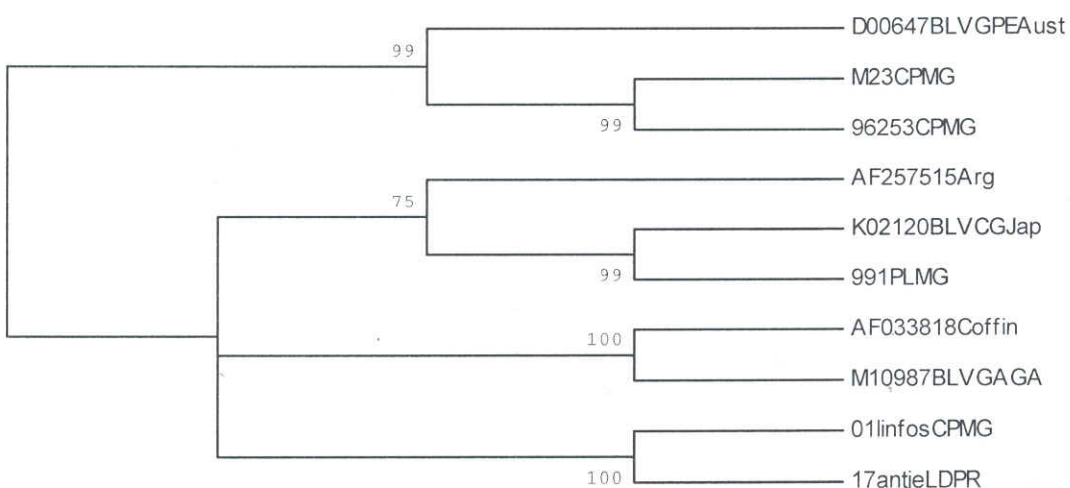 D00647BLVGPEAust
99
M23CPMG
99
96253CPMG
AF257515Arg
75
K02120BLVCGJap
99
991PLMG
AF033818Coffin
100
M10987BLVGAGA
01linfosCPMG
100
17antieLDPR